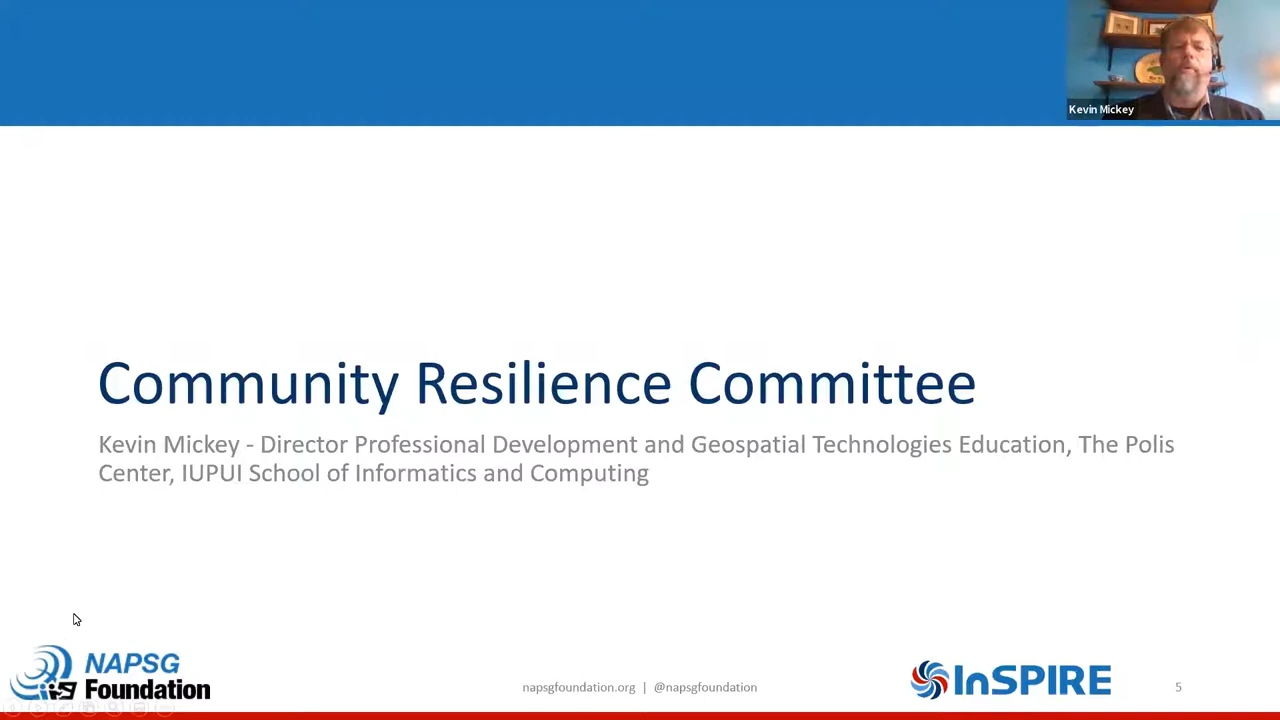 Kevin Mickey
Community Resilience Committee
Kevin Mickey - Director Professional Development and Geospatial Technologies Education, The Polis
Center, IUPUI School of Informatics and Computing
NAPSG
Foundation
napsgfoundation.org | @napsgfoundation
InSPIRE
5